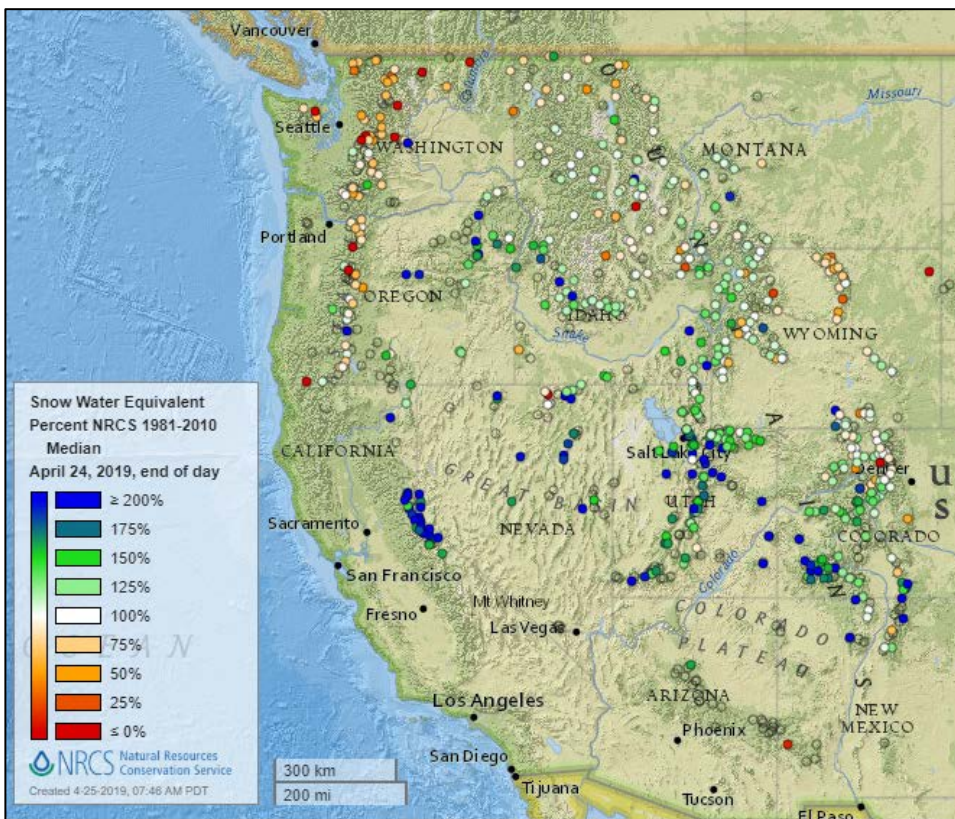 Vancouver
Columbia
Seattle
WASHINGTON
MONTANA
Missouri
Portland
OREGON
IDAHO
Snake
WYOMING
CALIFORNIA
GREAT BASIN
Salt Lake City
UTAH
NEVADA
Denver
COLORADO
U
S
Sacramento
San Francisco
Fresno
Mt Whitney
Las Vegas
Colorado
COLORADO
PLATEAU
OCEAN
Los Angeles
ARIZONA
Phoenix
NEW
MEXICO
San Diego
Tijuana
Tucson
El Paso
Snow Water Equivalent
Percent NRCS 1981-2010
Median
April 24, 2019, end of day
≥ 200%
175%
150%
125%
100%
75%
50%
25%
≤ 0%
NRCS Natural Resources
Conservation Service
Created 4-25-2019, 07:46 AM PDT
300 km
200 mi